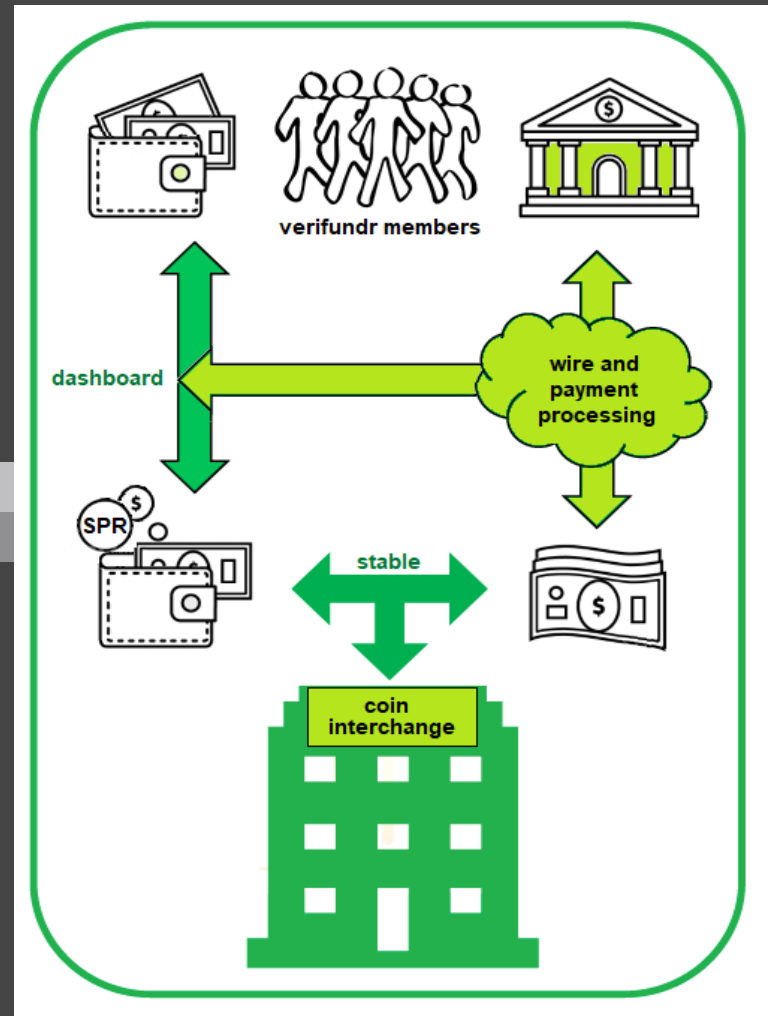 $
verifundr members
dashboard
wire and
payment
processing
$
SPR
stable
$
coin
interchange